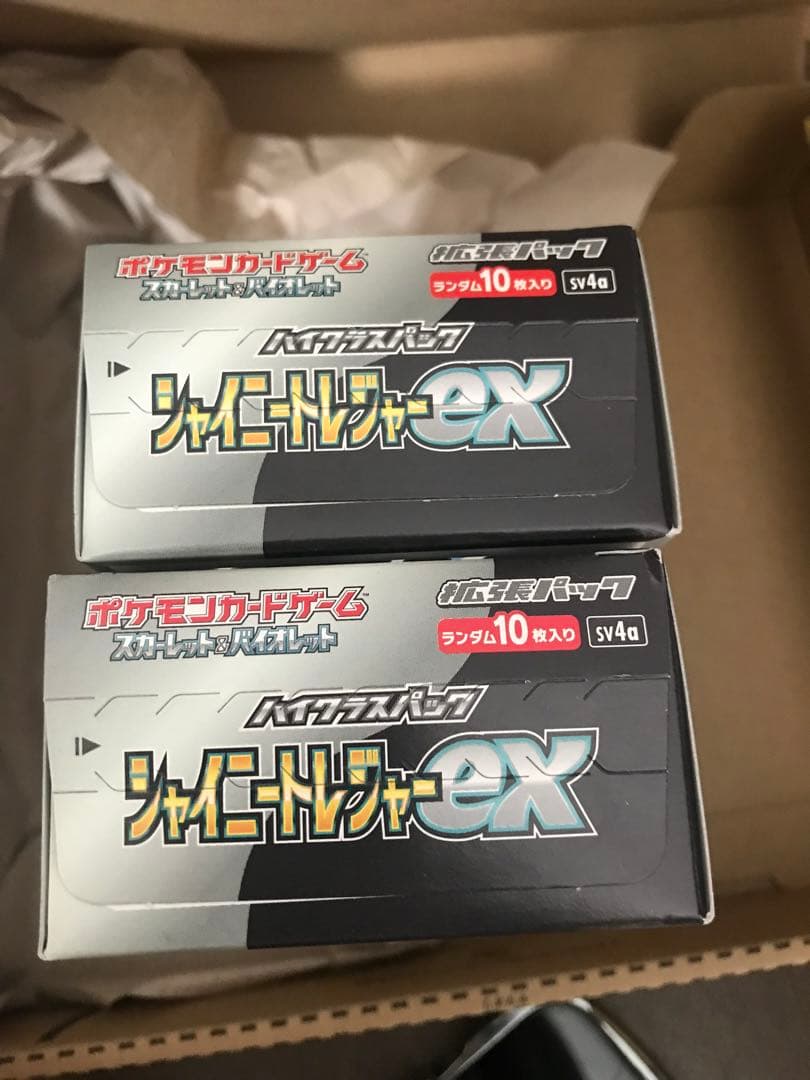 ポケモンカードゲーム™ 拡張パック
スカーレット&バイオレット ランダム10枚入り SV4a
ハイクラスパック
シャイニートレジャーex
ポケモンカードゲーム™ 拡張パック
スカーレット&バイオレット ランダム10枚入り SV4a
ハイクラスパック
シャイニートレジャーex